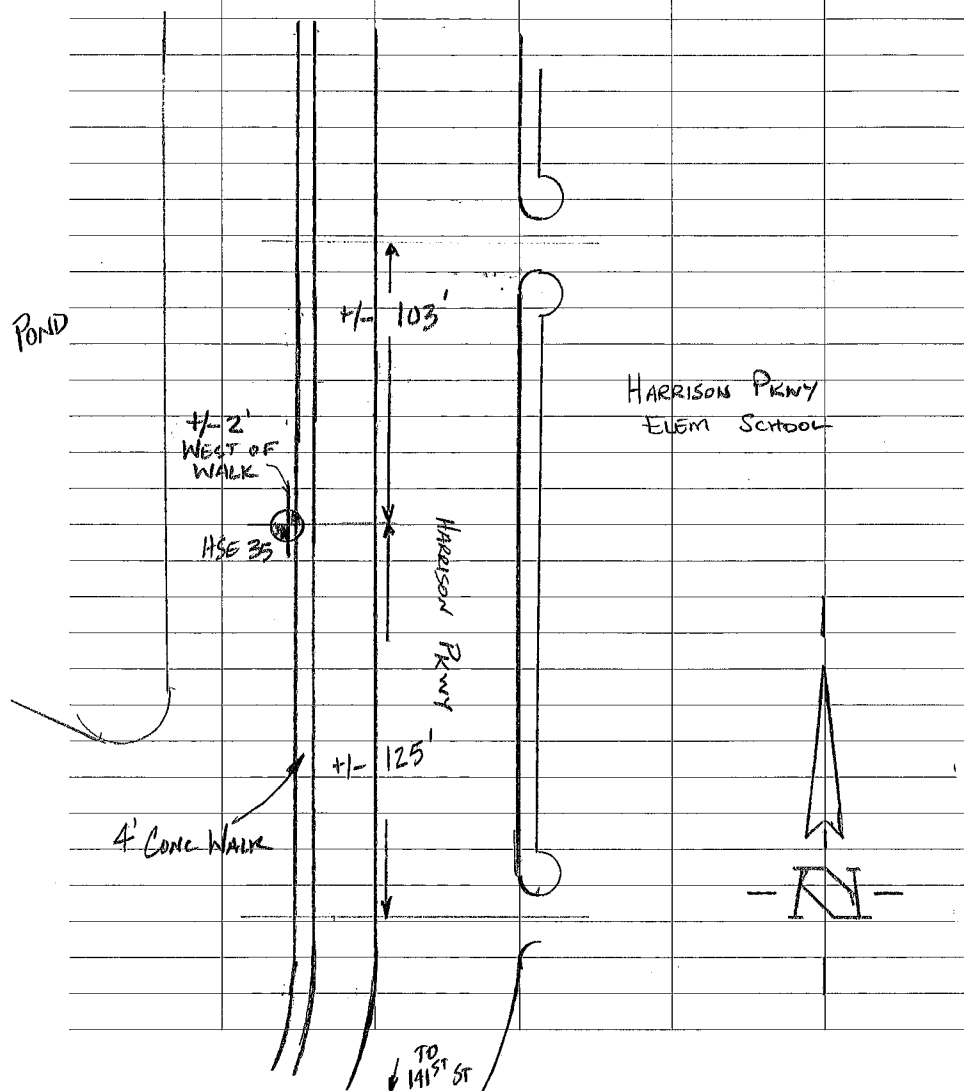 +/- 103'
POND
HARRISON PKWY
ELEM SCHOOL
+/- 2'
WEST OF
WALK
HSE 35
HARRISON PKWY
+/- 125'
4' CONC WALK
N
TO
141ST ST